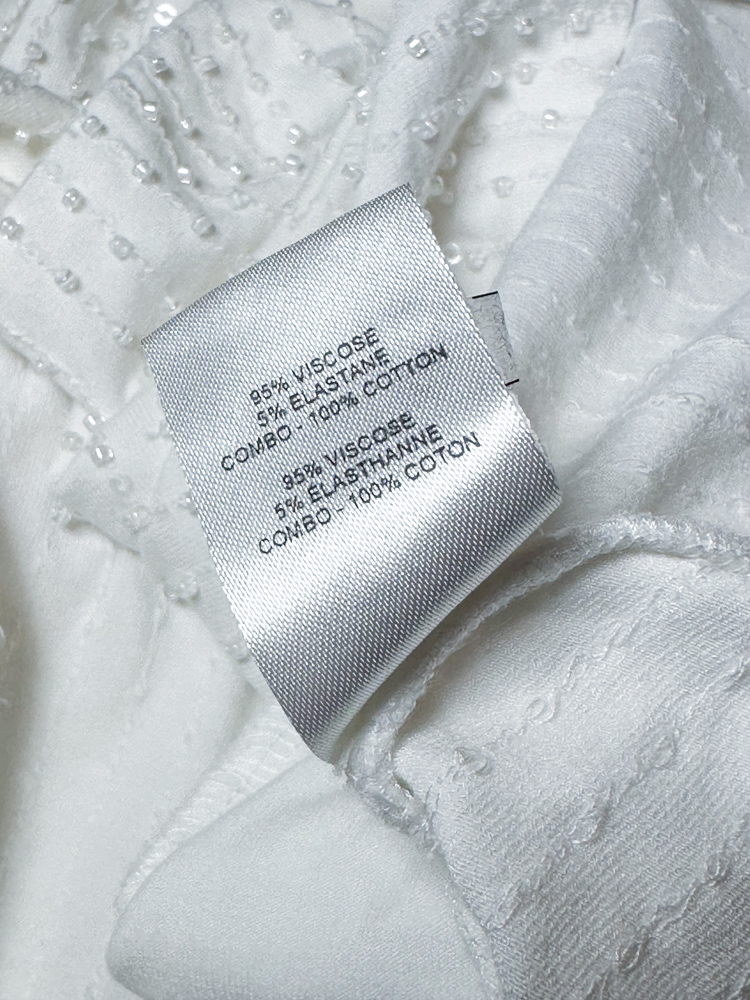 95% VISCOSE
5% ELASTANE
COMBO - 100% COTTON
95% VISCOSE
5% ELASTHANNE
COMBO - 100% COTON